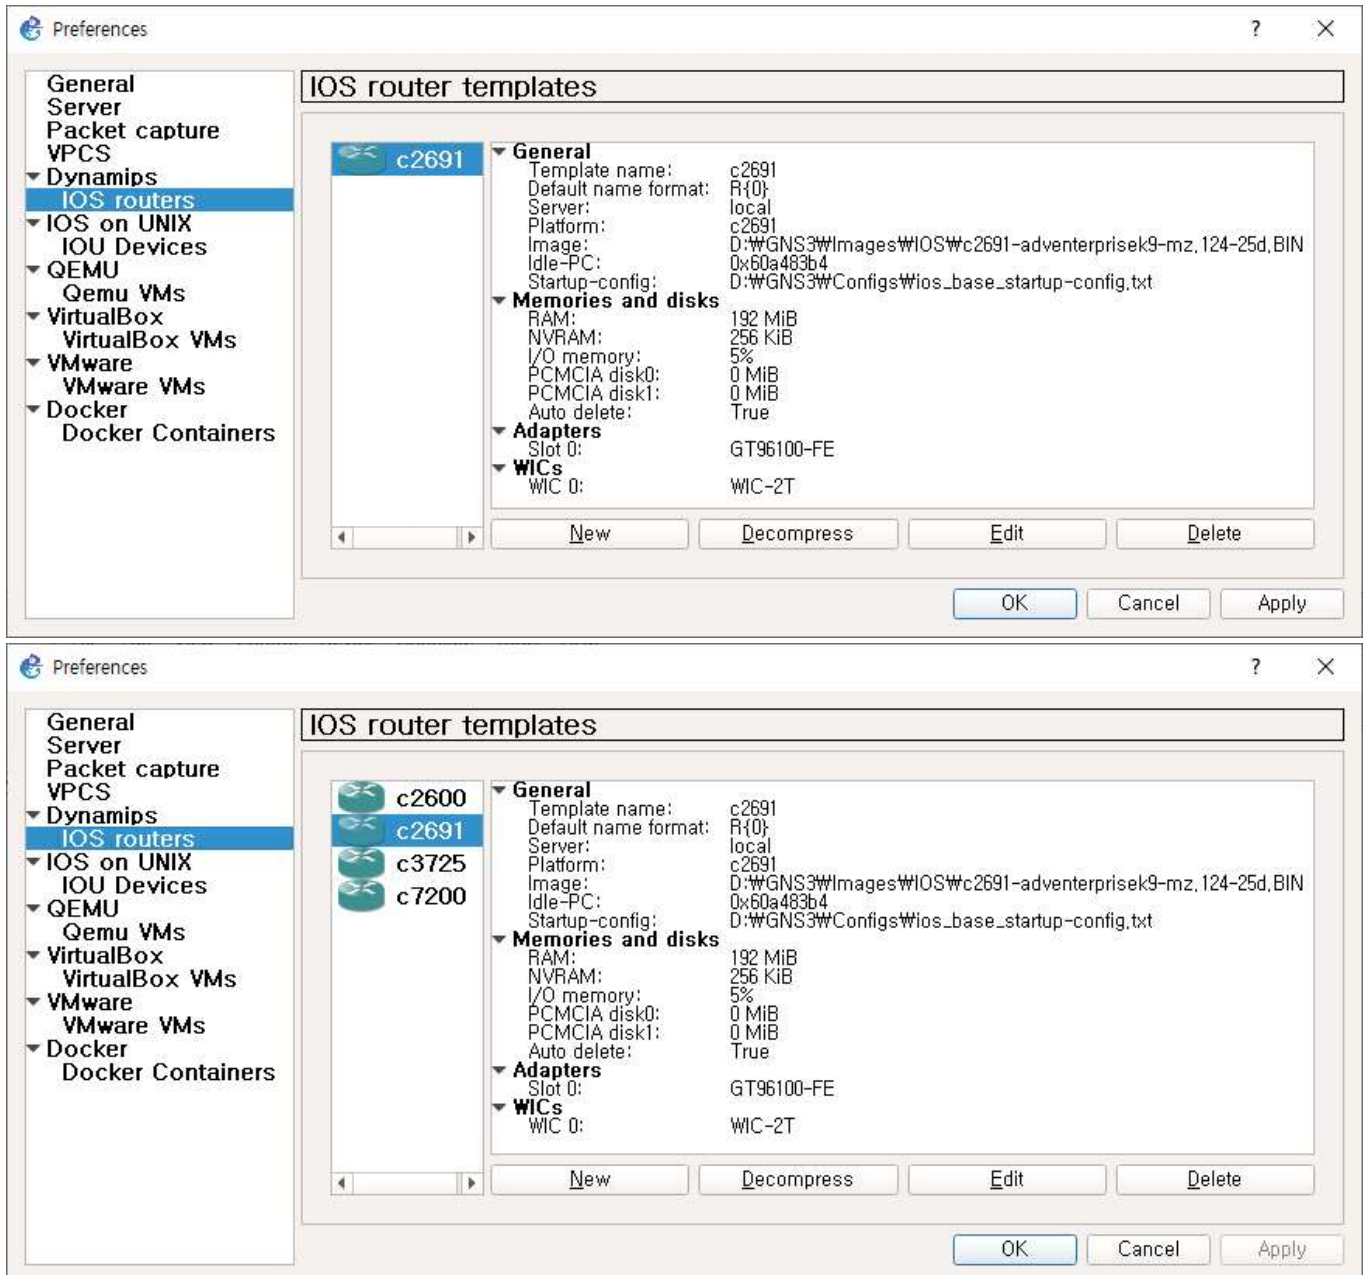 Preferences
?
General
Server
Packet capture
VPCS
Dynamips
IOS routers
IOS on UNIX
IOU Devices
QEMU
Qemu VMs
VirtualBox
VirtualBox VMs
VMware
VMware VMs
Docker
Docker Containers
IOS router templates
c2691
General
Template name: c2691
Default name format: R{0}
Server: local
Platform: c2691
Image: D:₩GNS3₩Images₩IOS₩c2691-adventerprisek9-mz.124-25d.BIN
Idle-PC: 0x60a483b4
Startup-config: D:₩GNS3₩Configs₩ios_base_startup-config.txt
Memories and disks
RAM: 192 MiB
NVRAM: 256 KiB
I/O memory: 5%
PCMCIA disk0: 0 MiB
PCMCIA disk1: 0 MiB
Auto delete: True
Adapters
Slot 0: GT96100-FE
WICs
WIC 0: WIC-2T
New Decompress Edit Delete
OK Cancel Apply
Preferences
?
General
Server
Packet capture
VPCS
Dynamips
IOS routers
IOS on UNIX
IOU Devices
QEMU
Qemu VMs
VirtualBox
VirtualBox VMs
VMware
VMware VMs
Docker
Docker Containers
IOS router templates
c2600
c2691
c3725
c7200
General
Template name: c2691
Default name format: R{0}
Server: local
Platform: c2691
Image: D:₩GNS3₩Images₩IOS₩c2691-adventerprisek9-mz.124-25d.BIN
Idle-PC: 0x60a483b4
Startup-config: D:₩GNS3₩Configs₩ios_base_startup-config.txt
Memories and disks
RAM: 192 MiB
NVRAM: 256 KiB
I/O memory: 5%
PCMCIA disk0: 0 MiB
PCMCIA disk1: 0 MiB
Auto delete: True
Adapters
Slot 0: GT96100-FE
WICs
WIC 0: WIC-2T
New Decompress Edit Delete
OK Cancel Apply